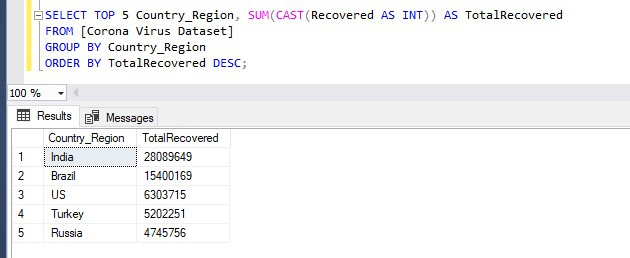 SELECT TOP 5 Country_Region, SUM(CAST(Recovered AS INT)) AS TotalRecovered
FROM [Corona Virus Dataset]
GROUP BY Country_Region
ORDER BY TotalRecovered DESC;
100 %
Results Messages
Country_Region TotalRecovered
1 India 28089649
2 Brazil 15400169
3 US 6303715
4 Turkey 5202251
5 Russia 4745756